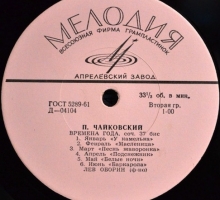 МЕЛОДИЯ
ВСЕСОЮЗНАЯ ФИРМА ГРАМПЛАСТИНОК
АПРЕЛЕВСКИЙ ЗАВОД
33⅓ об. в мин.
ГОСТ 5289-61
Д—04104
Вторая гр.
1-00
П. ЧАЙКОВСКИЙ
ВРЕМЕНА ГОДА, соч. 37 бис
1. Январь «У камелька»
2. Февраль «Масленица»
3. Март «Песнь жаворонка»
4. Апрель «Подснежник»
5. Май «Белые ночи»
6. Июнь «Баркарола»
ЛЕВ ОБОРИН